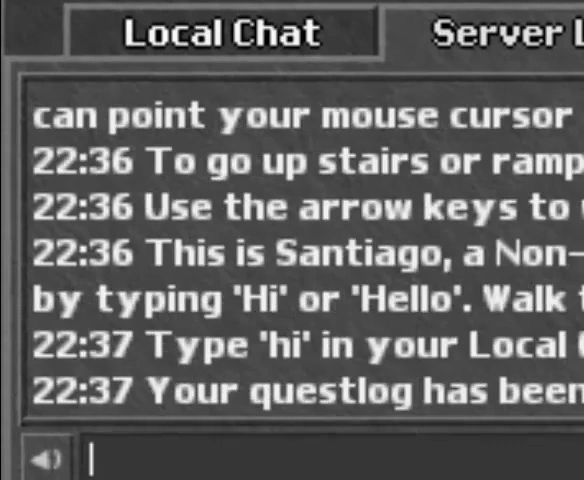 Local Chat Server L
can point your mouse cursor
22:36 To go up stairs or ramp
22:36 Use the arrow keys to
22:36 This is Santiago, a Non-
by typing 'Hi' or 'Hello'. Walk
22:37 Type 'hi' in your Local
22:37 Your questlog has been